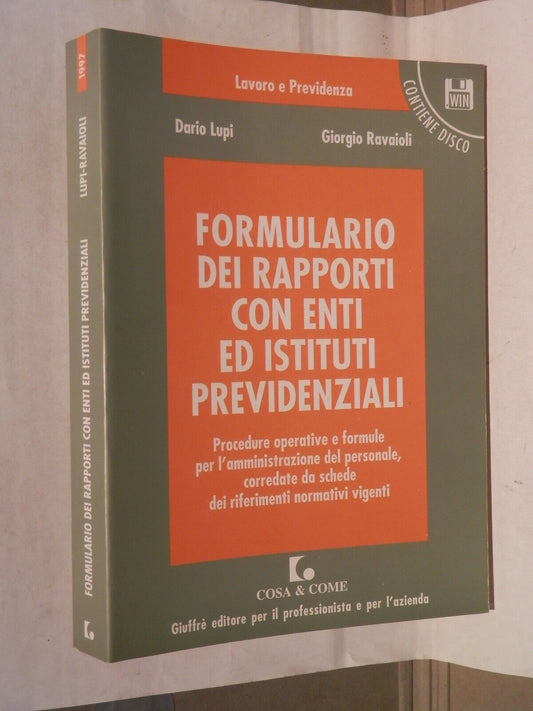 Lavoro e Previdenza
CONTIENE DISCO
WIN
Dario Lupi
Giorgio Ravaioli
FORMULARIO
DEI RAPPORTI
CON ENTI
ED ISTITUTI
PREVIDENZIALI
Procedure operative e formule
per l'amministrazione del personale,
corredate da schede
dei riferimenti normativi vigenti
COSA & COME
Giuffrè editore per il professionista e per l'azienda
1997
LUPI-RAVAIOLI
FORMULARIO DEI RAPPORTI CON ENTI ED ISTITUTI PREVIDENZIALI